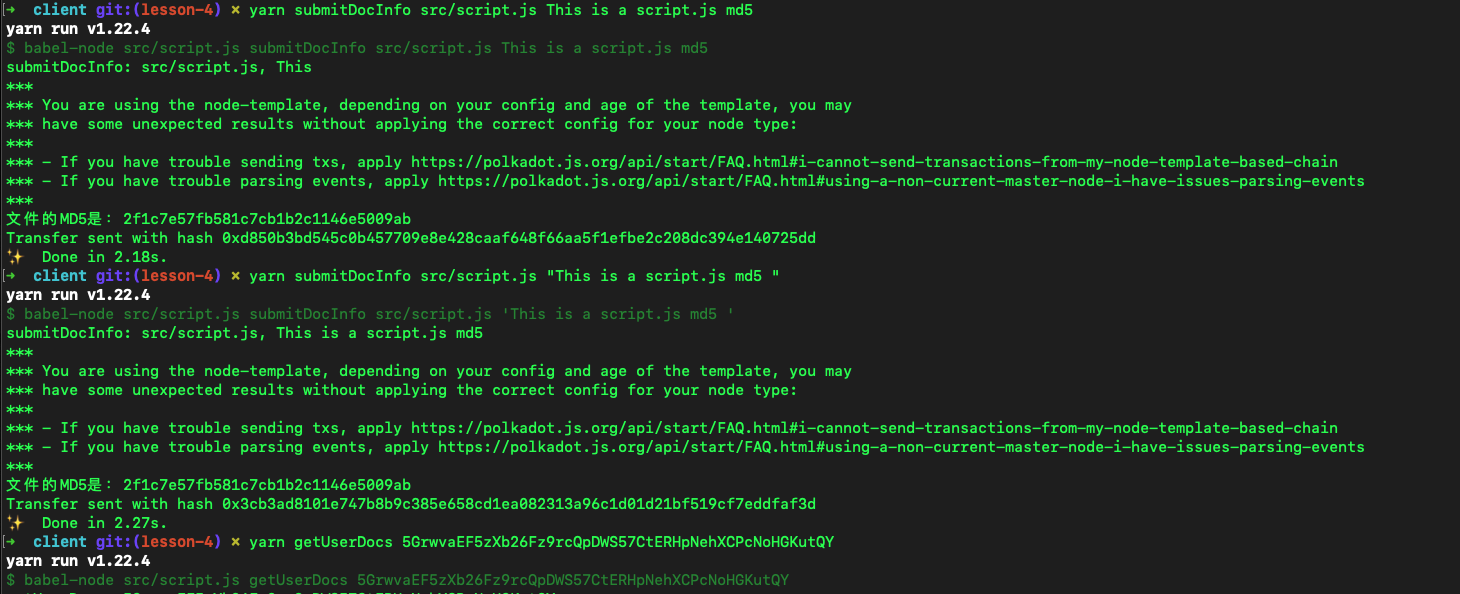 ➜  client git:(lesson-4) ✗ yarn submitDocInfo src/script.js This is a script.js md5
yarn run v1.22.4
$ babel-node src/script.js submitDocInfo src/script.js This is a script.js md5
submitDocInfo: src/script.js, This
***
*** You are using the node-template, depending on your config and age of the template, you may
*** have some unexpected results without applying the correct config for your node type:
***
*** - If you have trouble sending txs, apply https://polkadot.js.org/api/start/FAQ.html#i-cannot-send-transactions-from-my-node-template-based-chain
*** - If you have trouble parsing events, apply https://polkadot.js.org/api/start/FAQ.html#using-a-non-current-master-node-i-have-issues-parsing-events
***
文件的MD5是: 2f1c7e57fb581c7cb1b2c1146e5009ab
Transfer sent with hash 0xd850b3bd545c0b457709e8e428caaf648f66aa5f1efbe2c208dc394e140725dd
✨  Done in 2.18s.
➜  client git:(lesson-4) ✗ yarn submitDocInfo src/script.js "This is a script.js md5 "
yarn run v1.22.4
$ babel-node src/script.js submitDocInfo src/script.js 'This is a script.js md5 '
submitDocInfo: src/script.js, This is a script.js md5
***
*** You are using the node-template, depending on your config and age of the template, you may
*** have some unexpected results without applying the correct config for your node type:
***
*** - If you have trouble sending txs, apply https://polkadot.js.org/api/start/FAQ.html#i-cannot-send-transactions-from-my-node-template-based-chain
*** - If you have trouble parsing events, apply https://polkadot.js.org/api/start/FAQ.html#using-a-non-current-master-node-i-have-issues-parsing-events
***
文件的MD5是: 2f1c7e57fb581c7cb1b2c1146e5009ab
Transfer sent with hash 0x3cb3ad8101e747b8b9c385e658cd1ea082313a96c1d01d21bf519cf7eddfaf3d
✨  Done in 2.27s.
➜  client git:(lesson-4) ✗ yarn getUserDocs 5GrwvaEF5zXb26Fz9rcQpDWS57CtERHpNehXCPcNoHGKutQY
yarn run v1.22.4
$ babel-node src/script.js getUserDocs 5GrwvaEF5zXb26Fz9rcQpDWS57CtERHpNehXCPcNoHGKutQY